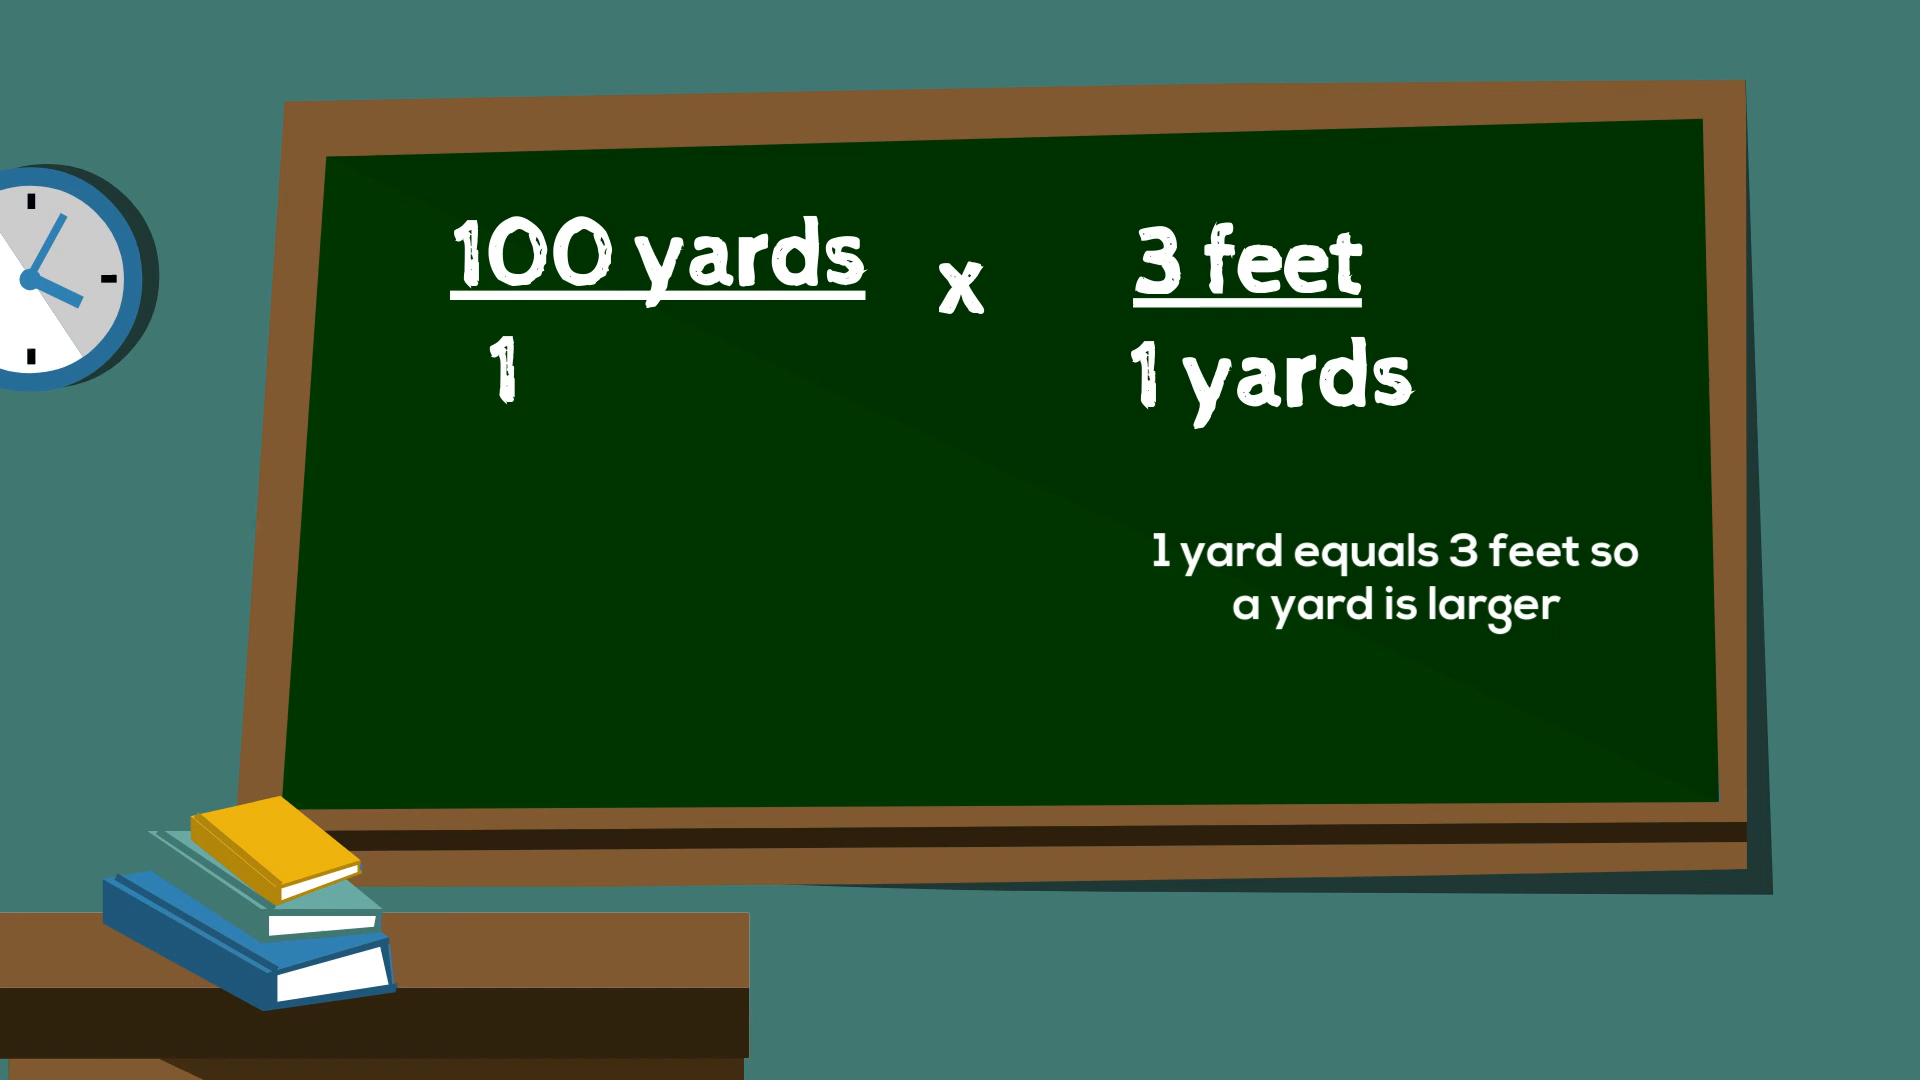 100 yards x 3 feet
1 1 yards
1 yard equals 3 feet so
a yard is larger